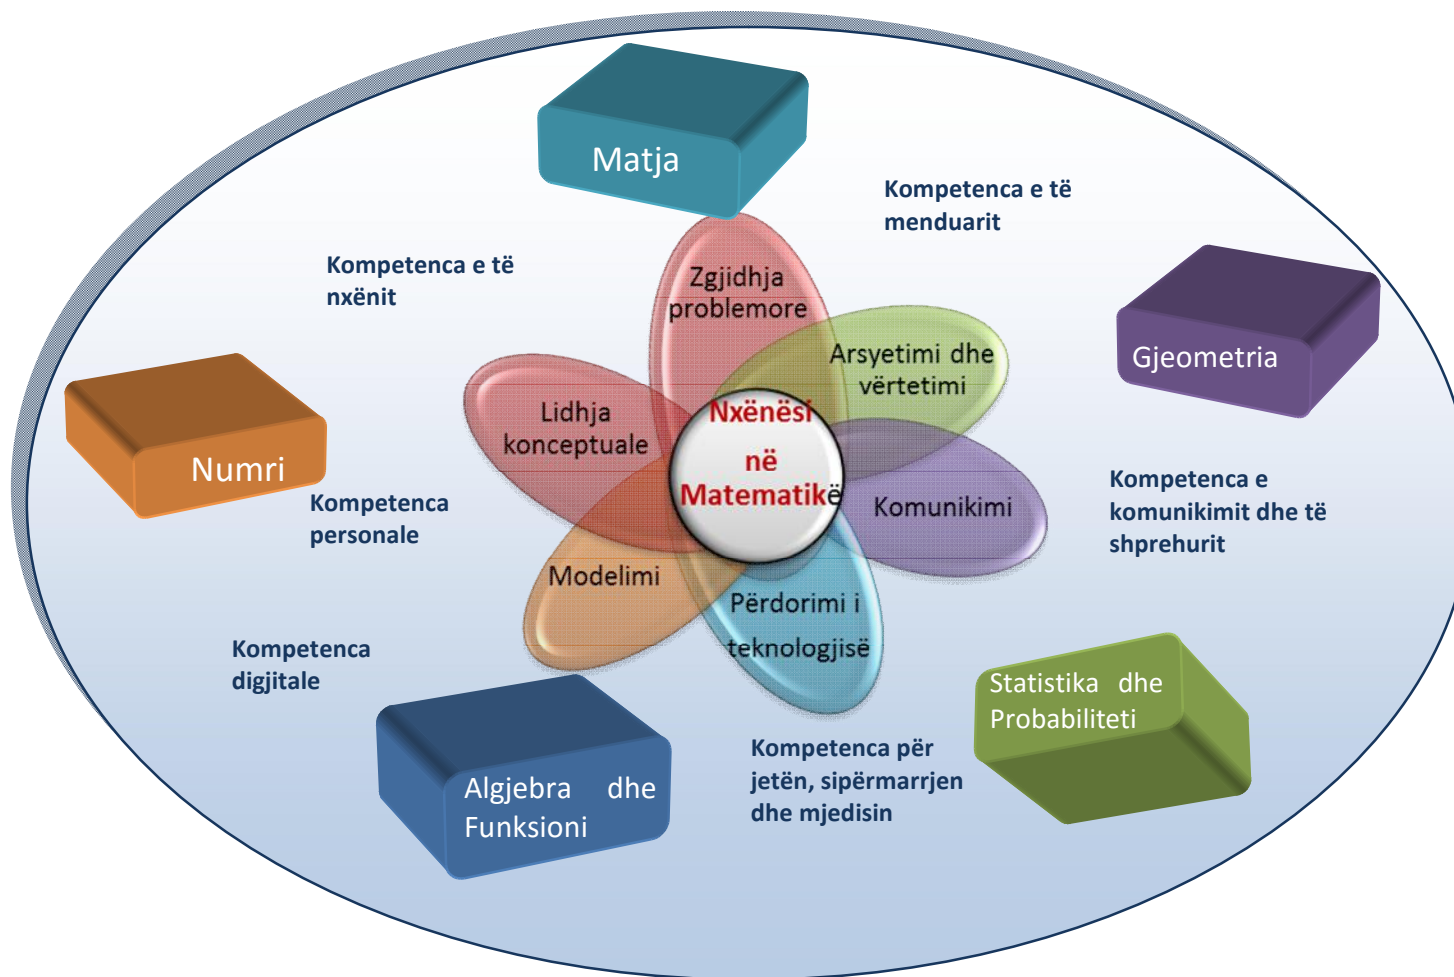 Matja
Kompetenca e të
menduarit
Kompetenca e të
nxënit
Zgjidhja
problemore
Arsyetimi dhe
vërtetimi
Gjeometria
Lidhja
konceptuale
Nxënësi
në
Matematikë
Numri
Kompetenca
personale
Komunikimi
Kompetenca e
komunikimit dhe të
shprehurit
Modelimi
Përdorimi i
teknologjisë
Kompetenca
digjitale
Statistika dhe
Probabiliteti
Algjebra dhe
Funksioni
Kompetenca për
jetën, sipërmarrjen
dhe mjedisin